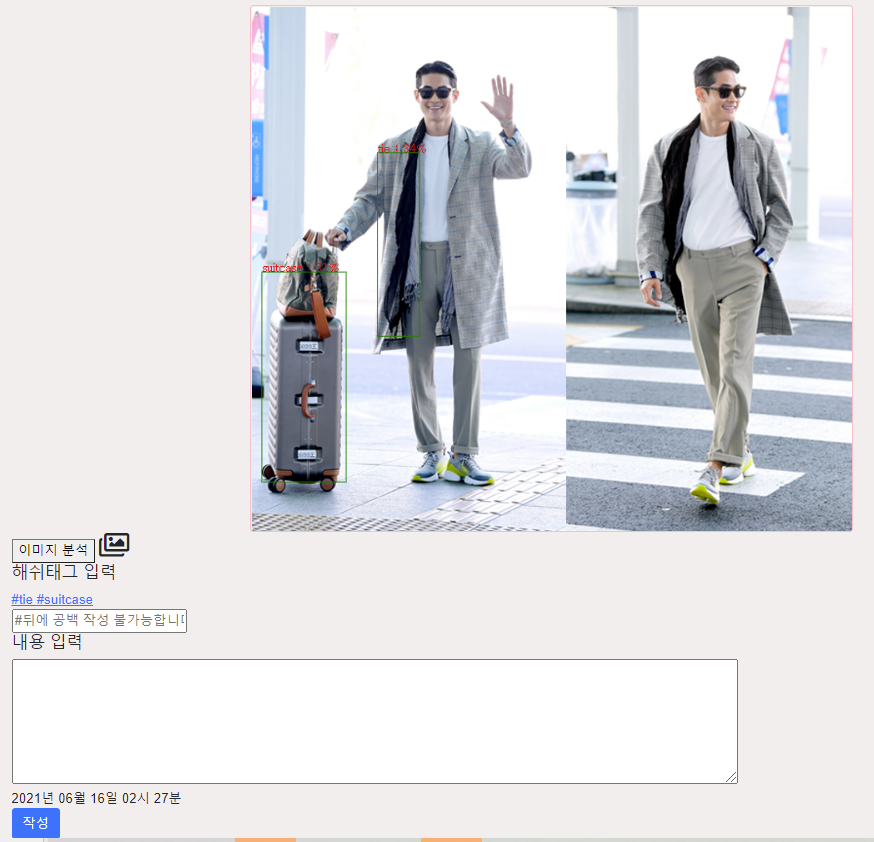 tie
suitcase
이미지 분석
해쉬태그 입력
#tie #suitcase
#뒤에 공백 작성 불가능합니다
내용 입력
2021년 06월 16일 02시 27분
작성